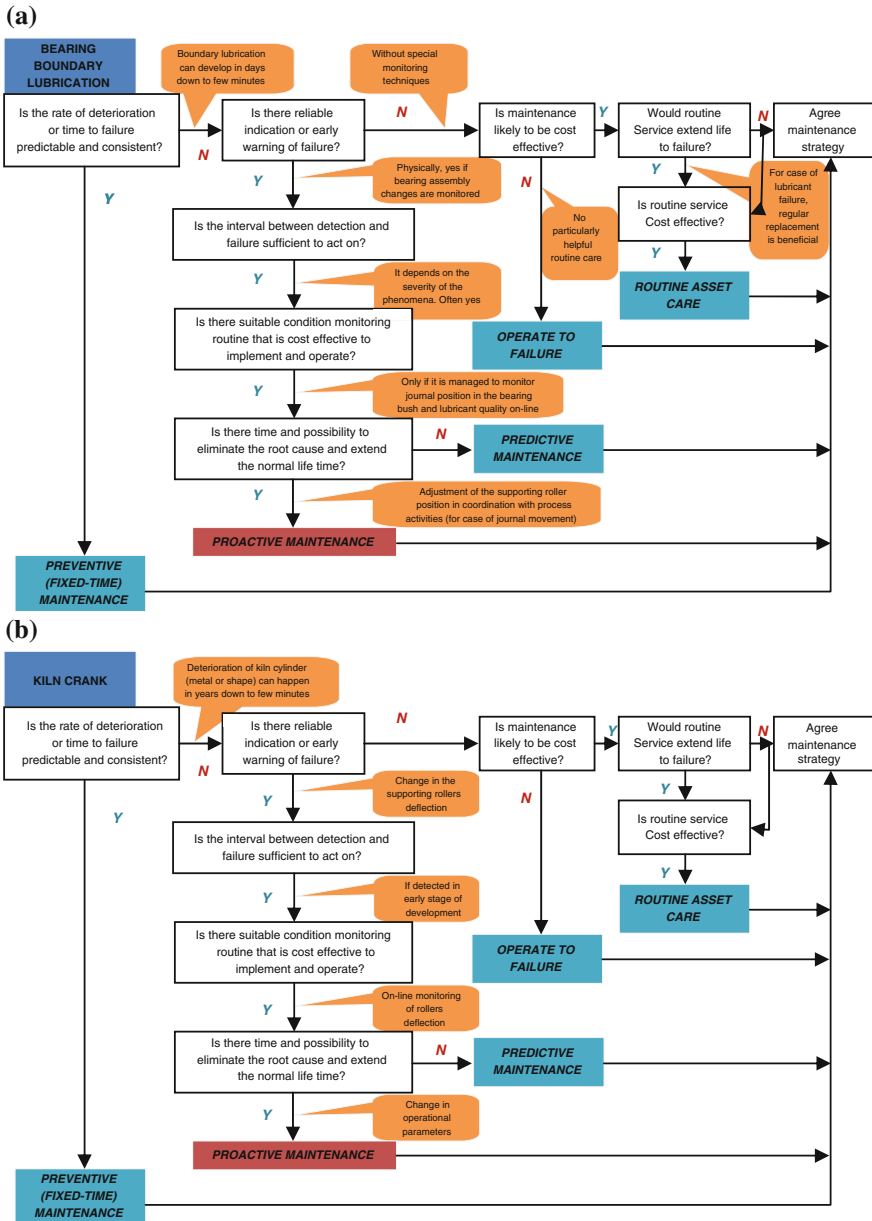 (a)
BEARING
BOUNDARY
LUBRICATION
Boundary lubrication
can develop in days
down to few minutes
Without special
monitoring
techniques
Is the rate of deterioration
or time to failure
predictable and consistent?
N
Is there reliable
indication or early
warning of failure?
N
Is maintenance
likely to be cost
effective?
Y
Would routine
Service extend life
to failure?
N
Agree
maintenance
strategy
Y
Y
Physically, yes if
bearing assembly
changes are monitored
N
No
particularly
helpful
routine care
Y
For case of
lubricant
failure,
regular
replacement
is beneficial
Is routine service
Cost effective?
Y
ROUTINE ASSET
CARE
Is the interval between detection and
failure sufficient to act on?
Y
It depends on the
severity of the
phenomena. Often yes
Is there suitable condition monitoring
routine that is cost effective to
implement and operate?
OPERATE TO
FAILURE
Y
Only if it is managed to monitor
journal position in the bearing
bush and lubricant quality on-line
Is there time and possibility to
eliminate the root cause and extend
the normal life time?
N
PREDICTIVE
MAINTENANCE
Y
Adjustment of the supporting roller
position in coordination with process
activities (for case of journal movement)
PROACTIVE MAINTENANCE
PREVENTIVE
(FIXED-TIME)
MAINTENANCE
(b)
KILN CRANK
Deterioration of kiln cylinder
(metal or shape) can happen
in years down to few minutes
Is the rate of deterioration
or time to failure
predictable and consistent?
N
Is there reliable
indication or early
warning of failure?
N
Is maintenance
likely to be cost
effective?
Y
Would routine
Service extend life
to failure?
N
Agree
maintenance
strategy
Y
Y
Change in the
supporting rollers
deflection
N
Y
Is routine service
Cost effective?
Y
ROUTINE ASSET
CARE
Is the interval between detection and
failure sufficient to act on?
Y
If detected in
early stage of
development
Is there suitable condition monitoring
routine that is cost effective to
implement and operate?
OPERATE TO
FAILURE
Y
On-line monitoring
of rollers
deflection
Is there time and possibility to
eliminate the root cause and extend
the normal life time?
N
PREDICTIVE
MAINTENANCE
Y
Change in
operational
parameters
PROACTIVE MAINTENANCE
PREVENTIVE
(FIXED-TIME)
MAINTENANCE